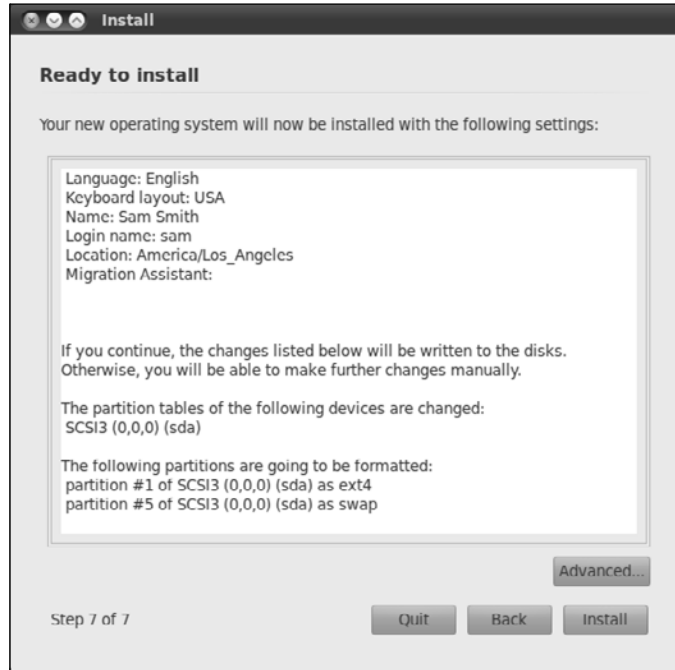 Install
Ready to install
Your new operating system will now be installed with the following settings:
Language: English
Keyboard layout: USA
Name: Sam Smith
Login name: sam
Location: America/Los_Angeles
Migration Assistant:
If you continue, the changes listed below will be written to the disks.
Otherwise, you will be able to make further changes manually.
The partition tables of the following devices are changed:
SCSI3 (0,0,0) (sda)
The following partitions are going to be formatted:
partition #1 of SCSI3 (0,0,0) (sda) as ext4
partition #5 of SCSI3 (0,0,0) (sda) as swap
Advanced...
Step 7 of 7
Quit
Back
Install